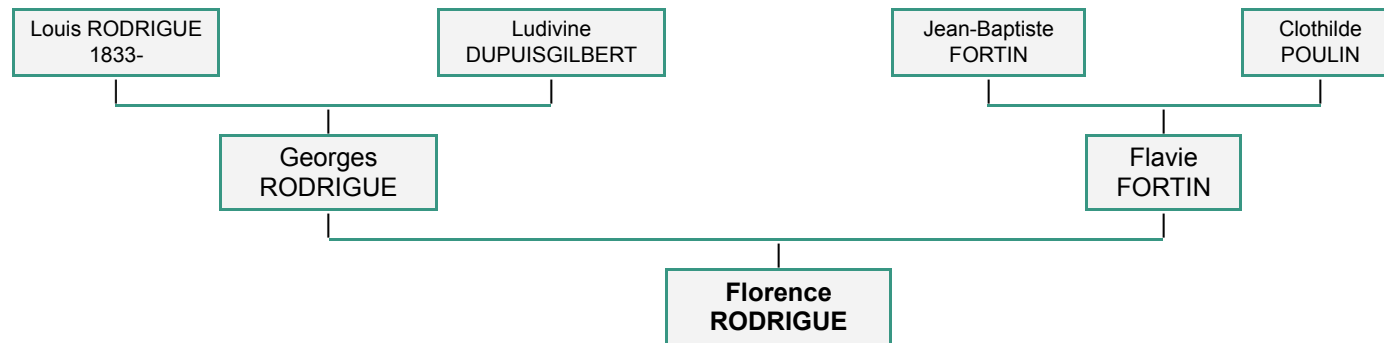 Louis RODRIGUE
1833-
Ludivine
DUPUISGILBERT
Jean-Baptiste
FORTIN
Clothilde
POULIN
Georges
RODRIGUE
Flavie
FORTIN
Florence
RODRIGUE